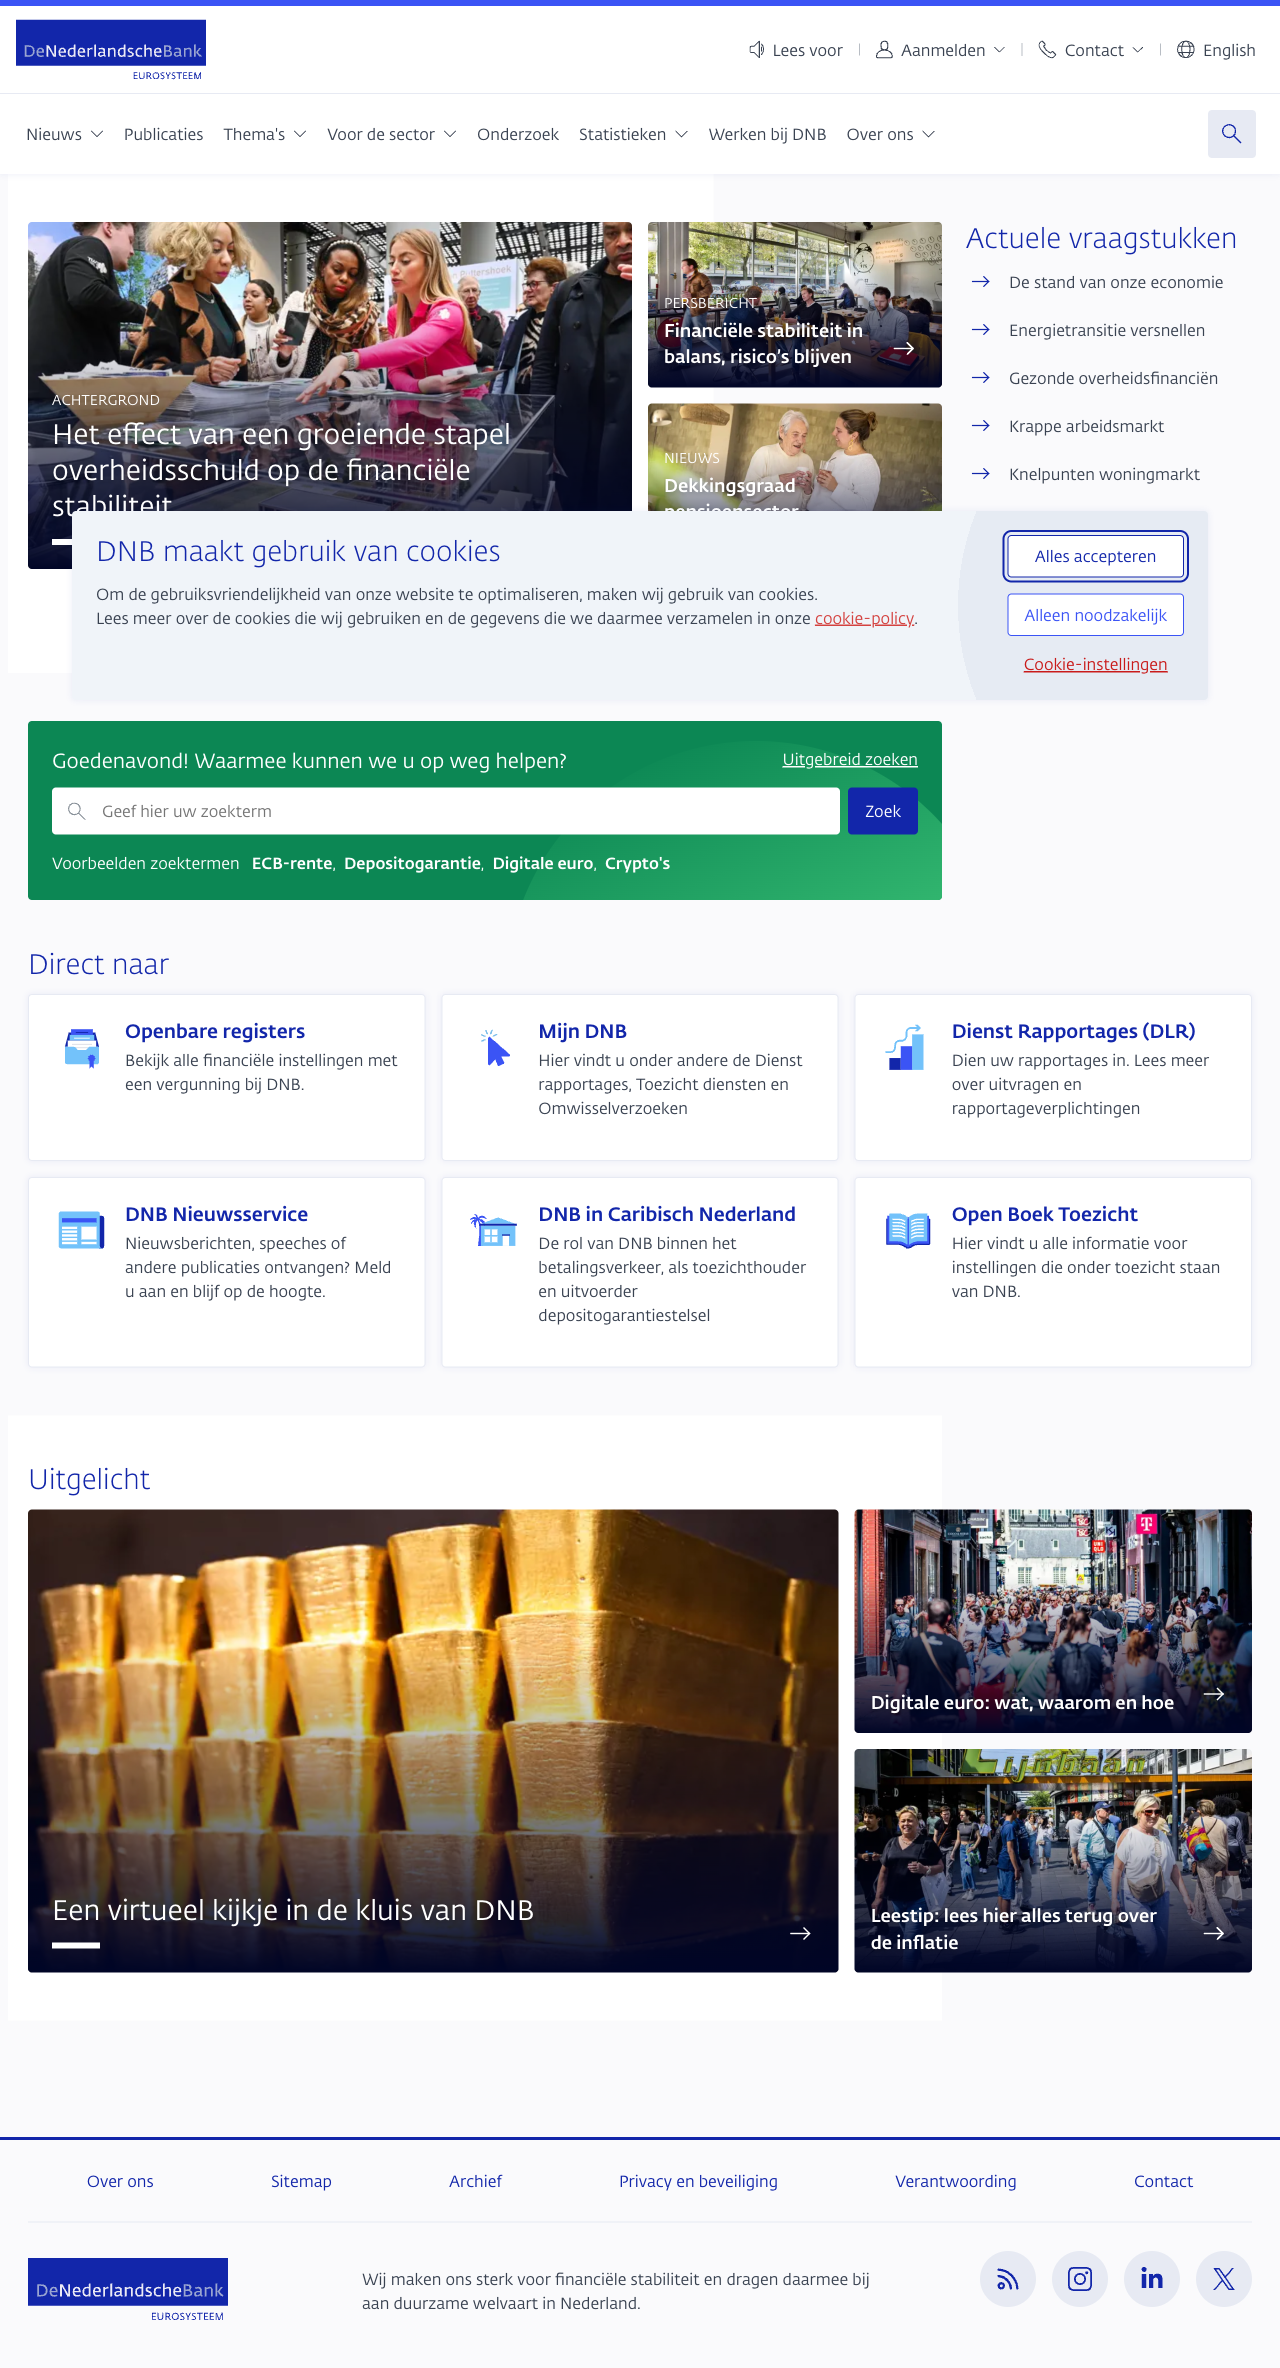 DeNederlandscheBank
EUROSYSTEEM
Lees voor
Aanmelden
Contact
English
Nieuws
Publicaties
Thema's
Voor de sector
Onderzoek
Statistieken
Werken bij DNB
Over ons
ACHTERGROND
Het effect van een groeiende stapel
overheidsschuld op de financiële
stabiliteit
PERSBERICHT
Financiële stabiliteit in
balans, risico's blijven
NIEUWS
Dekkingsgraad
pensioensector
Actuele vraagstukken
De stand van onze economie
Energietransitie versnellen
Gezonde overheidsfinanciën
Krappe arbeidsmarkt
Knelpunten woningmarkt
DNB maakt gebruik van cookies
Om de gebruiksvriendelijkheid van onze website te optimaliseren, maken wij gebruik van cookies.
Lees meer over de cookies die wij gebruiken en de gegevens die we daarmee verzamelen in onze cookie-policy.
Alles accepteren
Alleen noodzakelijk
Cookie-instellingen
Goedenavond! Waarmee kunnen we u op weg helpen?
Uitgebreid zoeken
Geef hier uw zoekterm
Zoek
Voorbeelden zoektermen ECB-rente, Depositogarantie, Digitale euro, Crypto's
Direct naar
Openbare registers
Bekijk alle financiële instellingen met
een vergunning bij DNB.
Mijn DNB
Hier vindt u onder andere de Dienst
rapportages, Toezicht diensten en
Omwisselverzoeken
Dienst Rapportages (DLR)
Dien uw rapportages in. Lees meer
over uitvragen en
rapportageverplichtingen
DNB Nieuwsservice
Nieuwsberichten, speeches of
andere publicaties ontvangen? Meld
u aan en blijf op de hoogte.
DNB in Caribisch Nederland
De rol van DNB binnen het
betalingsverkeer, als toezichthouder
en uitvoerder
depositogarantiestelsel
Open Boek Toezicht
Hier vindt u alle informatie voor
instellingen die onder toezicht staan
van DNB.
Uitgelicht
Een virtueel kijkje in de kluis van DNB
Digitale euro: wat, waarom en hoe
Lijnbaan
Leestip: lees hier alles terug over
de inflatie
Over ons
Sitemap
Archief
Privacy en beveiliging
Verantwoording
Contact
DeNederlandscheBank
EUROSYSTEEM
Wij maken ons sterk voor financiële stabiliteit en dragen daarmee bij
aan duurzame welvaart in Nederland.